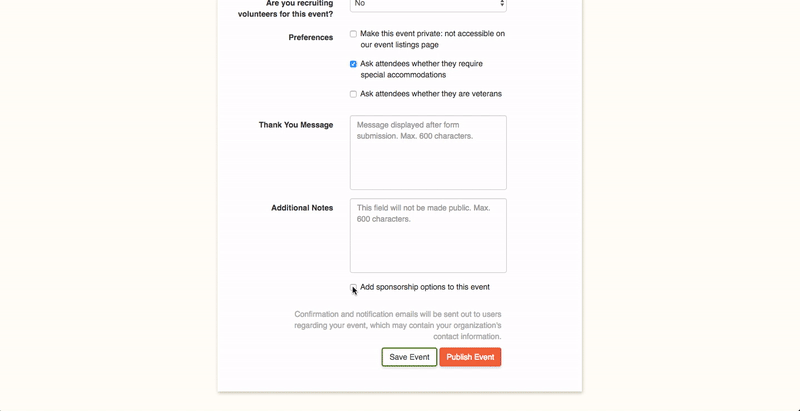 Are you recruiting
volunteers for this event?
No
Preferences
Make this event private: not accessible on
our event listings page
Ask attendees whether they require
special accommodations
Ask attendees whether they are veterans
Thank You Message
Message displayed after form
submission. Max. 600 characters.
Additional Notes
This field will not be made public. Max.
600 characters.
Add sponsorship options to this event
Confirmation and notification emails will be sent out to users
regarding your event, which may contain your organization's
contact information.
Save Event
Publish Event